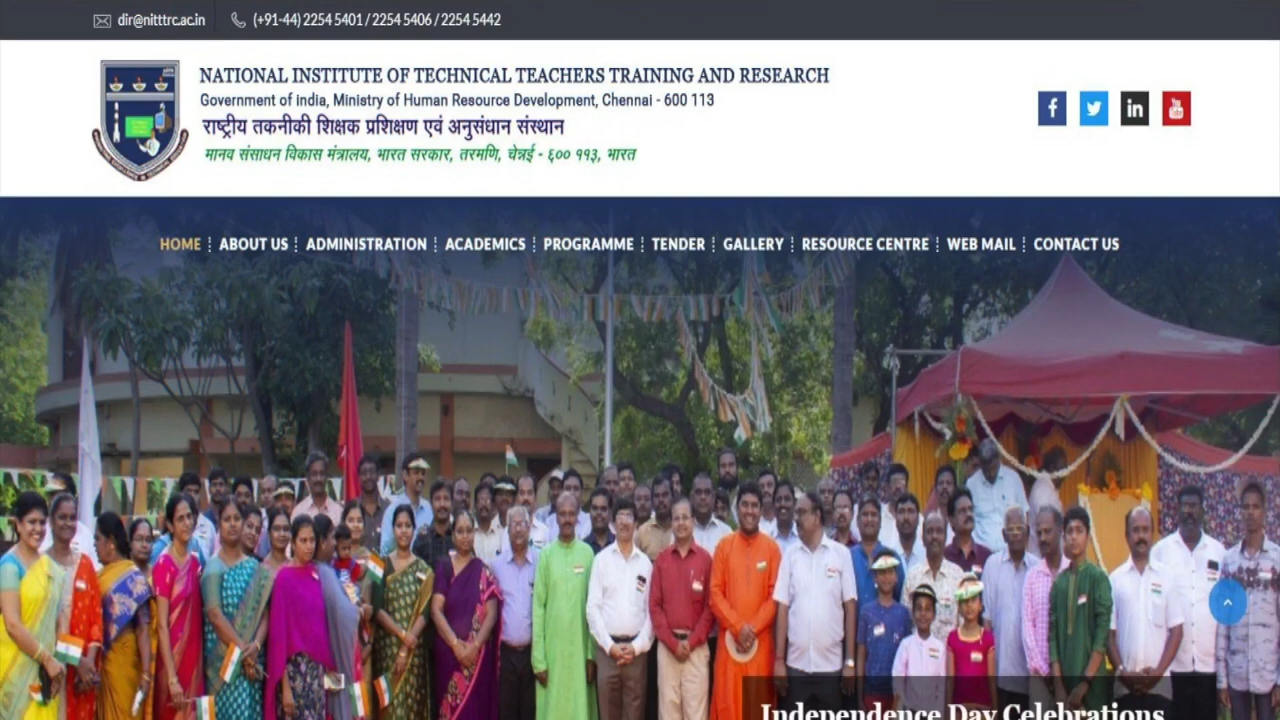 dir@nitttrc.ac.in (+91-44) 2254 5401 / 2254 5406 / 2254 5442
NATIONAL INSTITUTE OF TECHNICAL TEACHERS TRAINING AND RESEARCH
Government of india, Ministry of Human Resource Development, Chennai - 600 113
राष्ट्रीय तकनीकी शिक्षक प्रशिक्षण एवं अनुसंधान संस्थान
मानव संसाधन विकास मंत्रालय, भारत सरकार, तरमणि, चेन्नई - ६०० ११३, भारत
HOME ABOUT US ADMINISTRATION ACADEMICS PROGRAMME TENDER GALLERY RESOURCE CENTRE WEB MAIL CONTACT US
Independence Day Celebrations